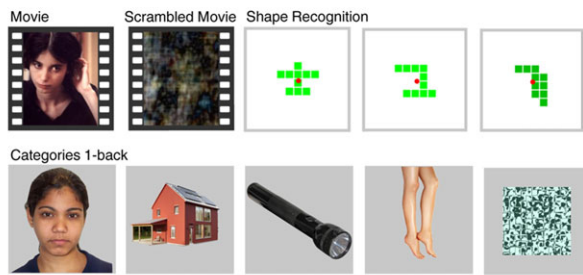 Movie
Scrambled Movie
Shape Recognition
Categories 1-back